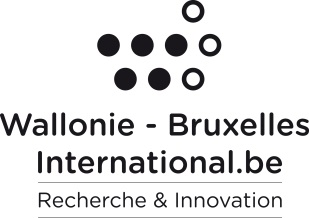 Wallonie - Bruxelles
International.be
Recherche & Innovation